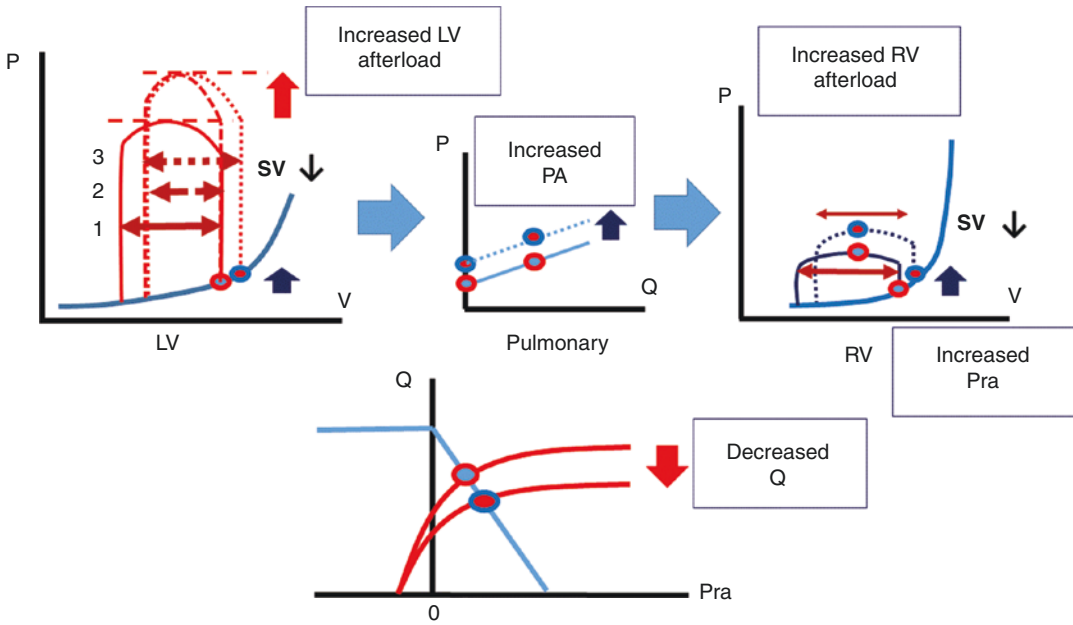 P
Increased LV
afterload
3
2
1
SV
V
LV
P
Increased
PA
Q
Pulmonary
Increased RV
afterload
P
SV
V
RV
Increased
Pra
Q
Decreased
Q
Pra
0